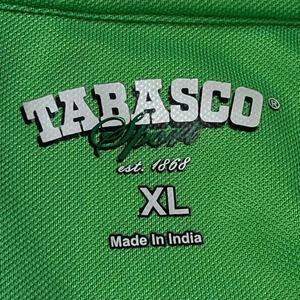 TABASCO®
Sport
est. 1868
XL
Made In India